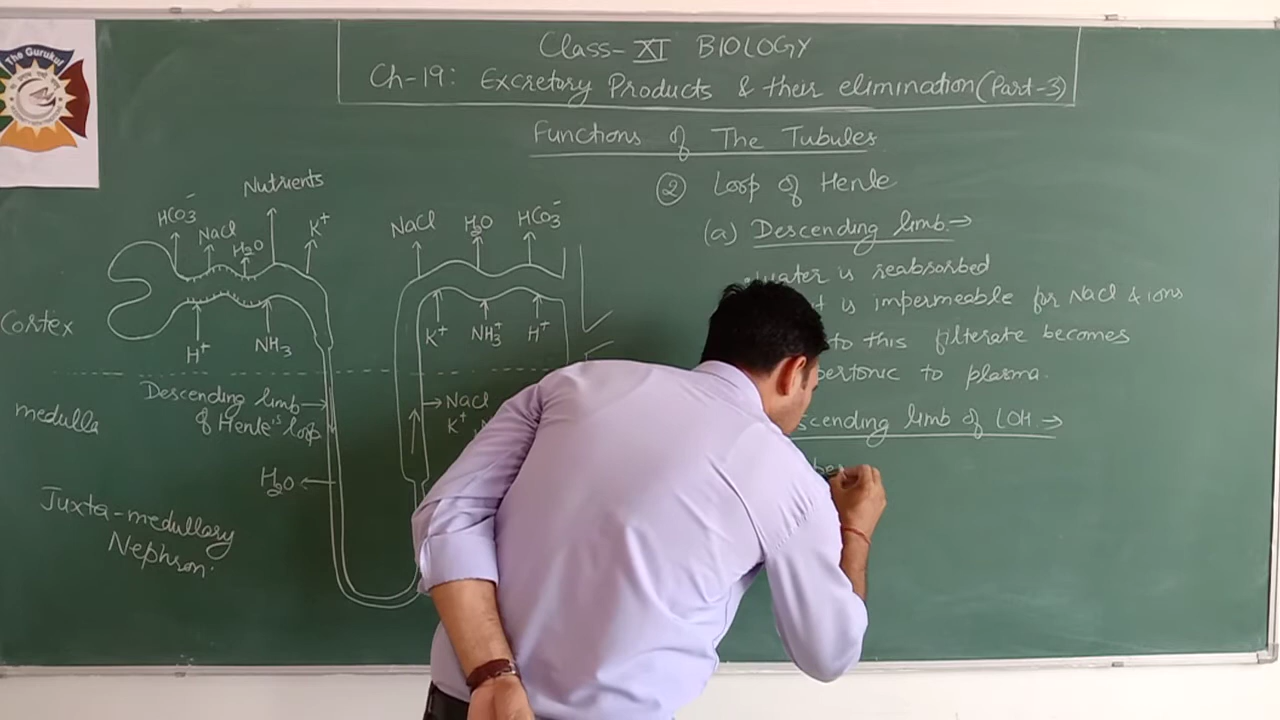 The Gurukul
Class-XI BIOLOGY
Ch-19: Excretory Products & their elimination (Part-3)
Functions of The Tubules
② Loop of Henle
(a) Descending limb →
water is reabsorbed
is impermeable for NaCl & ions
to this filterate becomes
pertonic to plasma.
scending limb of LOH →
Nutrients
HCO3⁻
NaCl
H2O
K⁺
NaCl
H2O
HCO3⁻
H⁺
NH3
K⁺
NH3⁺
H⁺
Cortex
medulla
Descending limb
of Henle's loop
H2O
NaCl
K⁺
Juxta-medullary
Nephron.